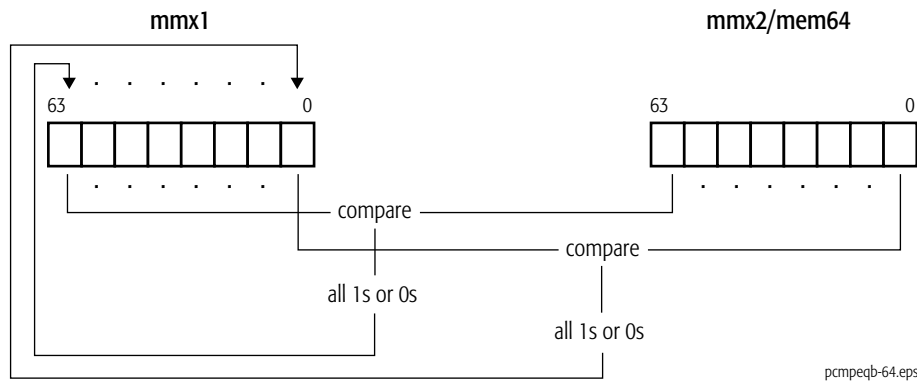 mmx1 mmx2/mem64
. . . . . .
63 0 63 0
. . . . . . . . . . . .
compare
compare
all 1s or 0s
all 1s or 0s
pcmpeqb-64.eps